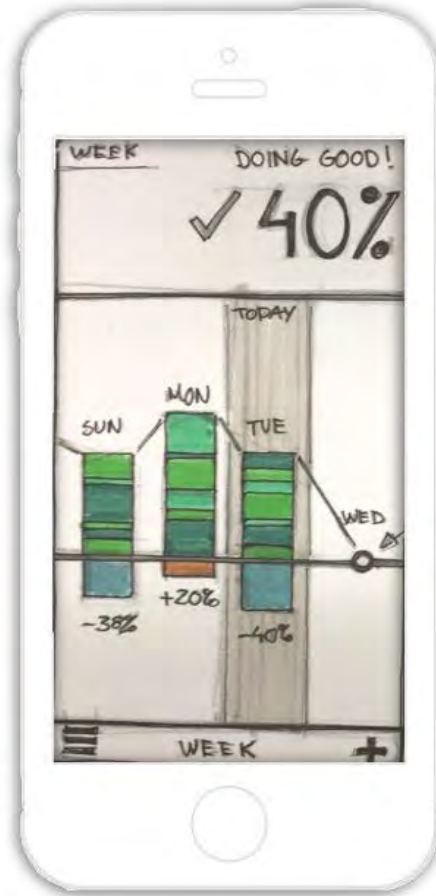 WEEK
DOING GOOD!
✓ 40%
TODAY
MON
SUN
TUE
WED
-38%
+20%
-40%
WEEK
+